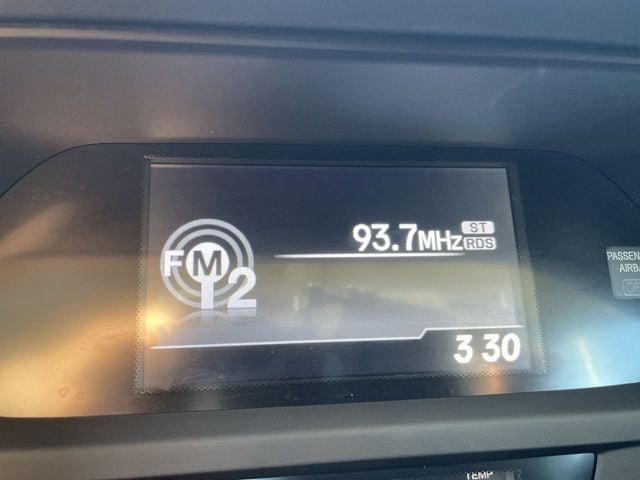 93.7MHz ST
RDS
FM2
3 30
PASSEN
AIRBA
TEMP